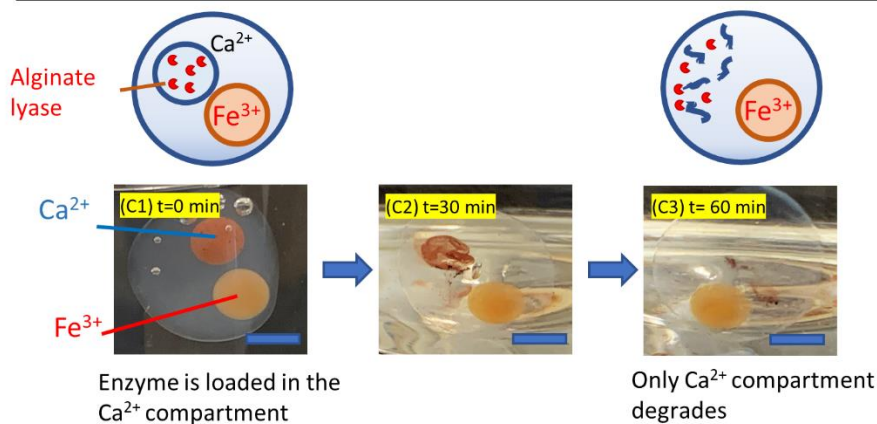 Ca²⁺
Alginate
lyase
Fe³⁺
Fe³⁺
Ca²⁺
(C1) t=0 min
(C2) t=30 min
(C3) t= 60 min
Fe³⁺
Enzyme is loaded in the
Ca²⁺ compartment
Only Ca²⁺ compartment
degrades